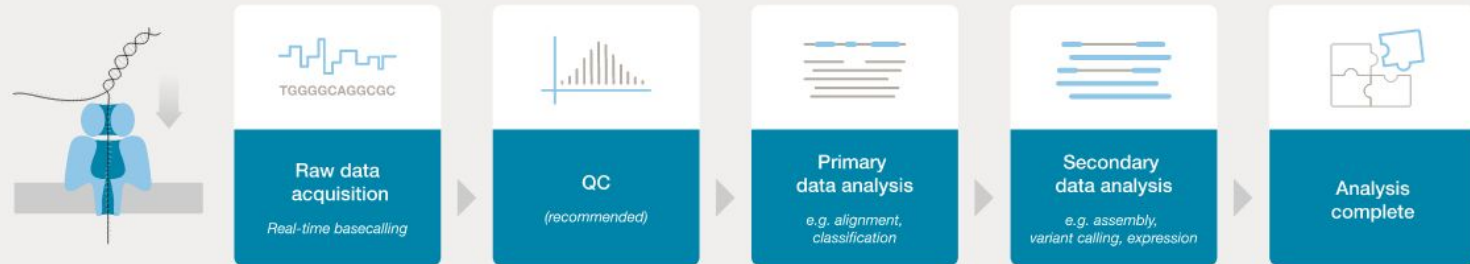 TGGGGCAGGCGC
Raw data
acquisition
Real-time basecalling
QC
(recommended)
Primary
data analysis
e.g. alignment,
classification
Secondary
data analysis
e.g. assembly,
variant calling, expression
Analysis
complete